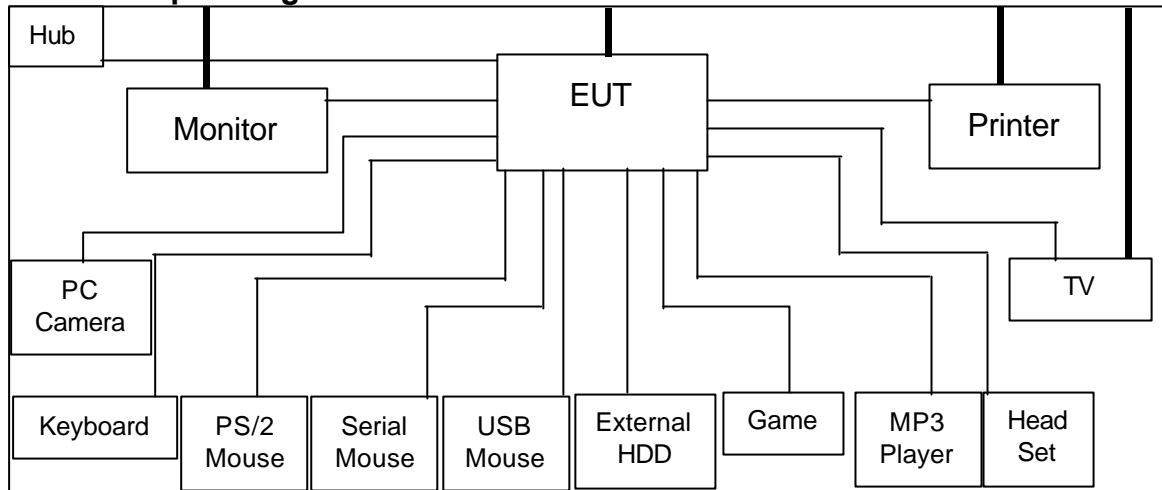 Hub
EUT
Monitor
Printer
PC
Camera
TV
Keyboard
PS/2
Mouse
Serial
Mouse
USB
Mouse
External
HDD
Game
MP3
Player
Head
Set